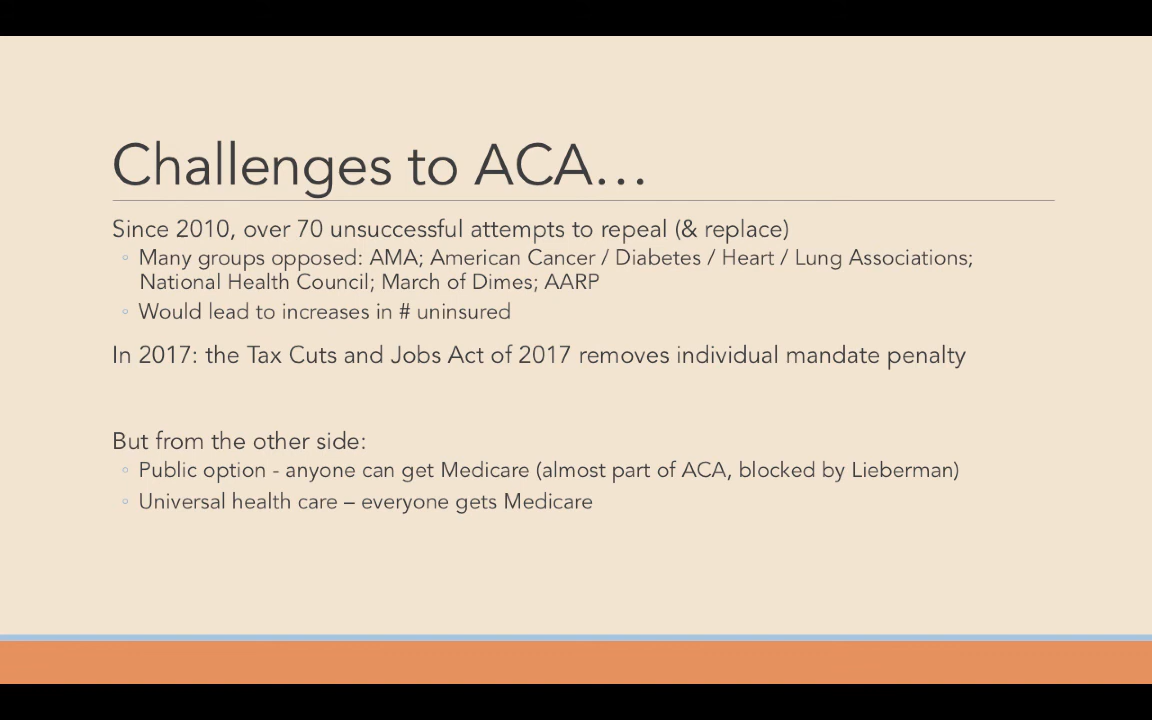 Challenges to ACA...
Since 2010, over 70 unsuccessful attempts to repeal (& replace)
◦ Many groups opposed: AMA; American Cancer / Diabetes / Heart / Lung Associations;
National Health Council; March of Dimes; AARP
◦ Would lead to increases in # uninsured
In 2017: the Tax Cuts and Jobs Act of 2017 removes individual mandate penalty
But from the other side:
◦ Public option - anyone can get Medicare (almost part of ACA, blocked by Lieberman)
◦ Universal health care – everyone gets Medicare